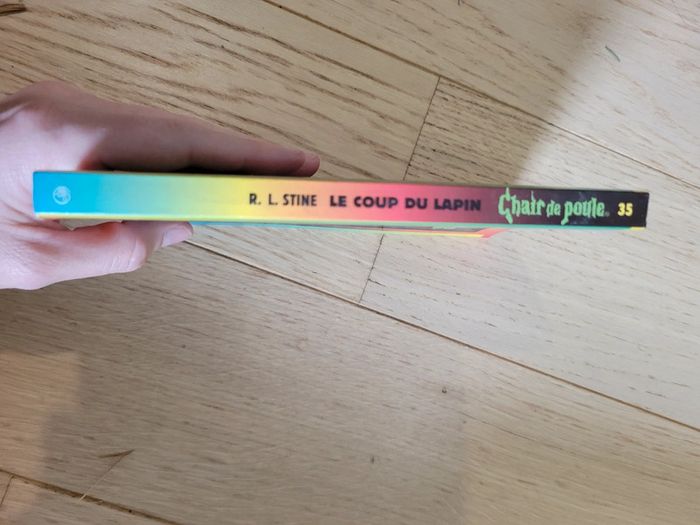 R. L. STINE LE COUP DU LAPIN Chair de poule. 35